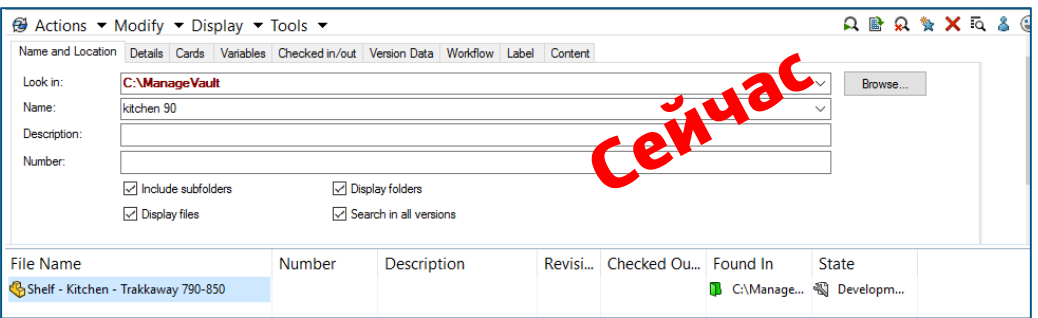 Actions Modify Display Tools
Name and Location Details Cards Variables Checked in/out Version Data Workflow Label Content
Look in: C:\ManageVault Browse...
Name: kitchen 90
Description:
Number:
Include subfolders Display folders
Display files Search in all versions
Сейчас
File Name Number Description Revisi... Checked Ou... Found In State
Shelf - Kitchen - Trakkaway 790-850 C:\Manage... Developm...